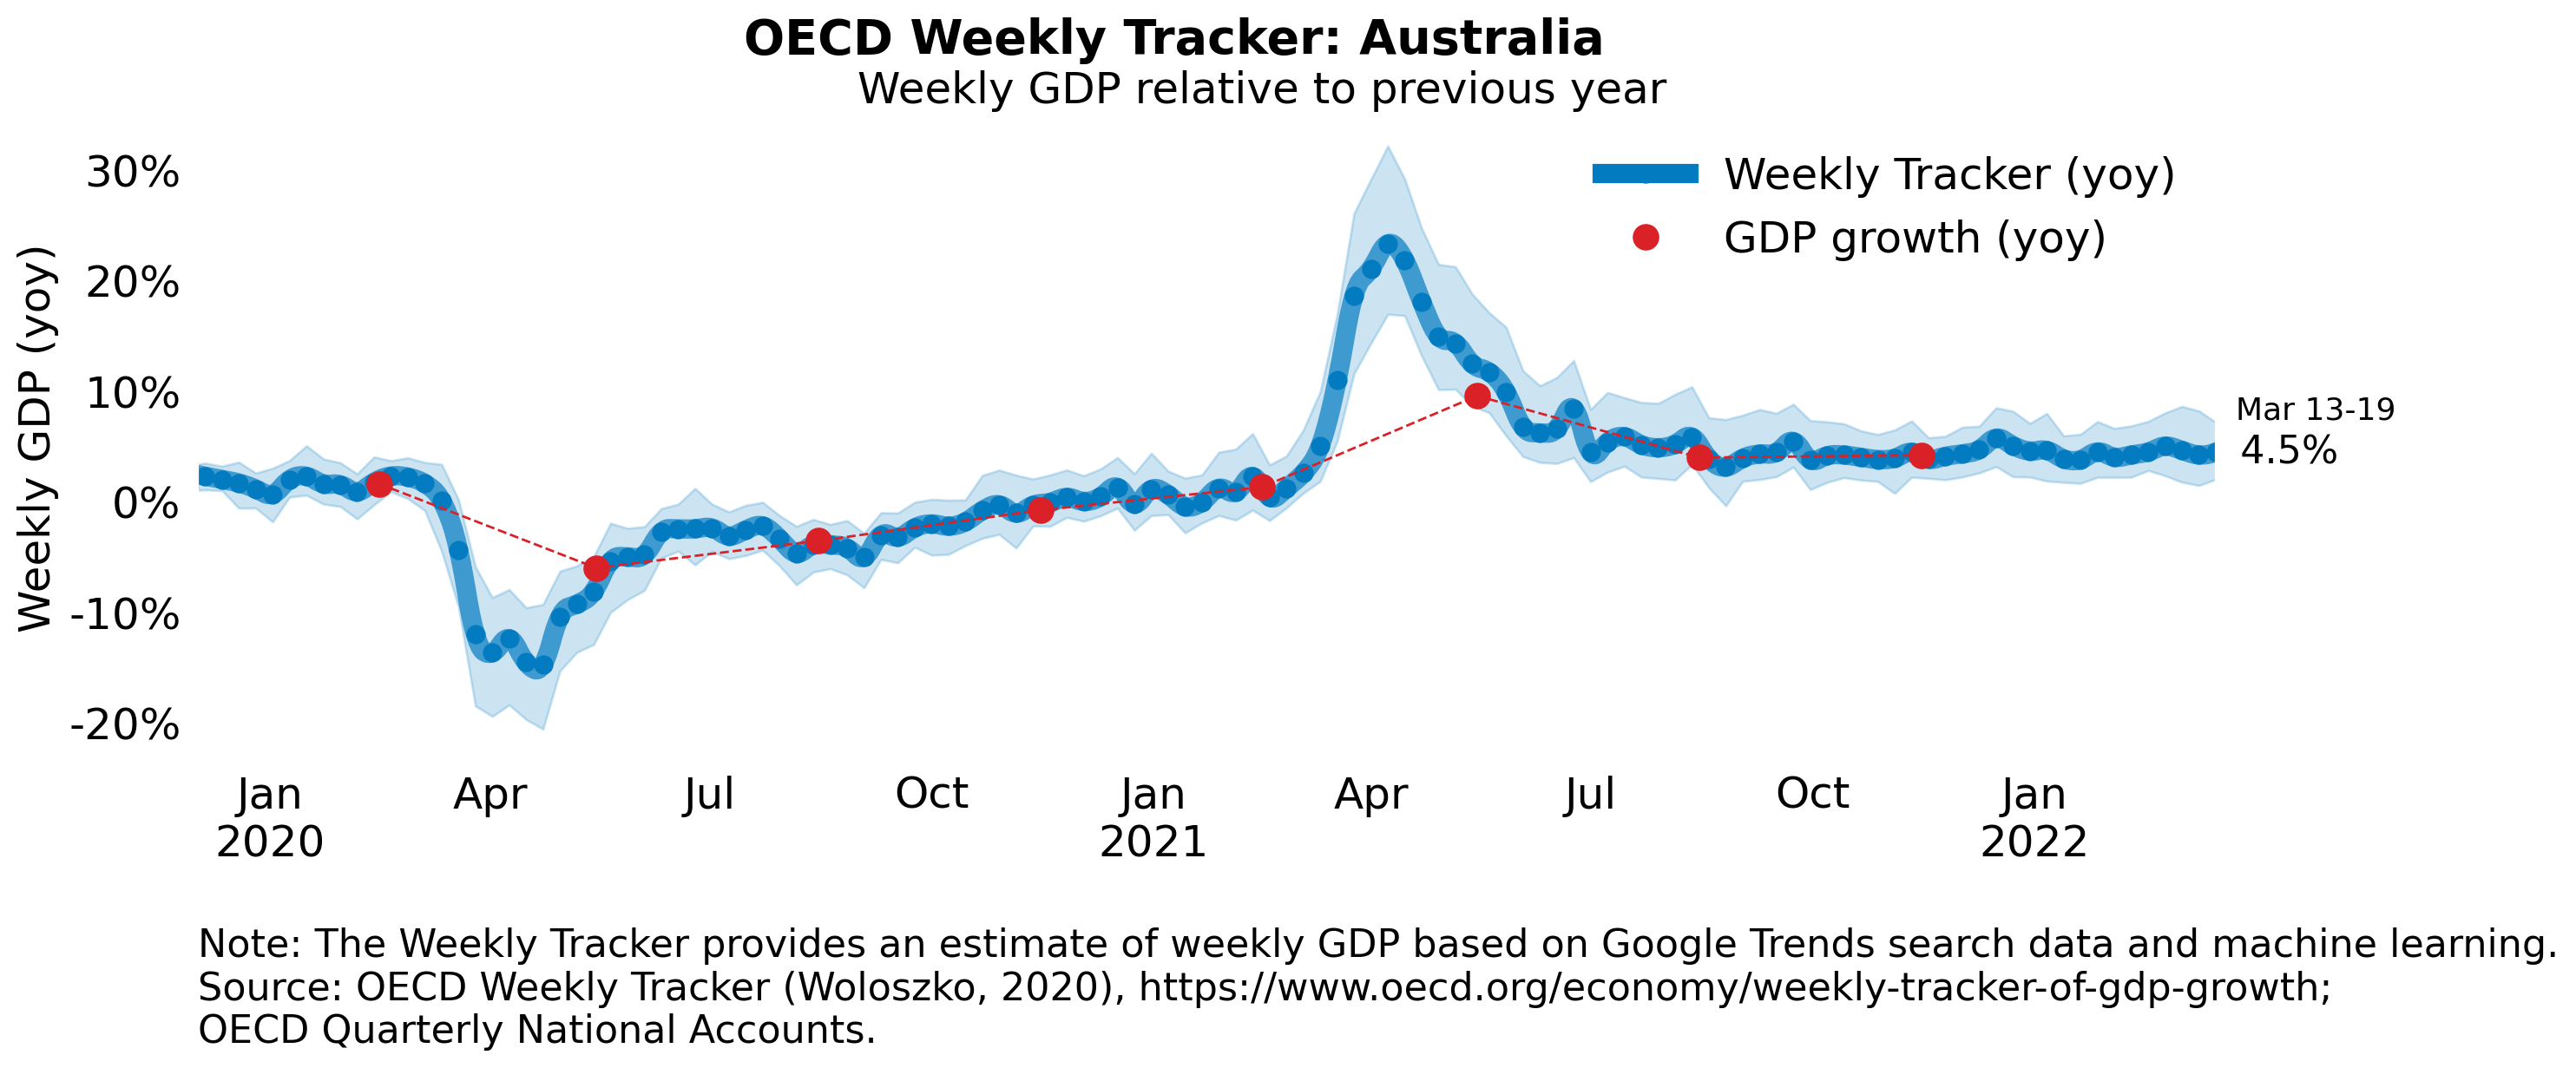 OECD Weekly Tracker: Australia
Weekly GDP relative to previous year
Weekly GDP (yoy)
30%
20%
10%
0%
-10%
-20%
Weekly Tracker (yoy)
GDP growth (yoy)
Mar 13-19
4.5%
Jan
2020
Apr
Jul
Oct
Jan
2021
Apr
Jul
Oct
Jan
2022
Note: The Weekly Tracker provides an estimate of weekly GDP based on Google Trends search data and machine learning.
Source: OECD Weekly Tracker (Woloszko, 2020), https://www.oecd.org/economy/weekly-tracker-of-gdp-growth;
OECD Quarterly National Accounts.